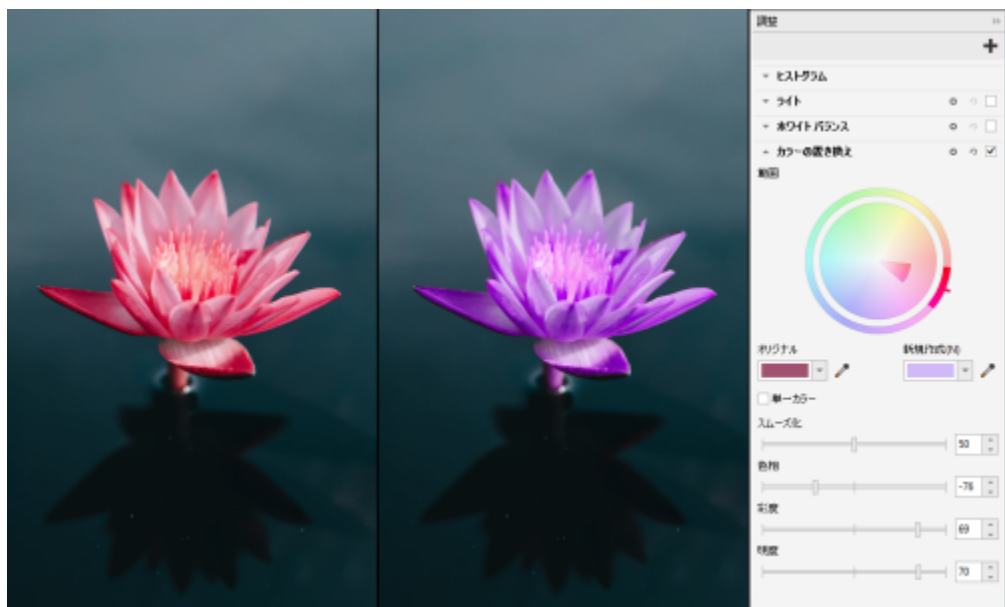 調整
ヒストグラム
ライト
ホワイト バランス
カラーの置き換え
範囲
オリジナル
新規作成(N)
単一カラー
スムーズ化
50
色相
-76
彩度
69
明度
70